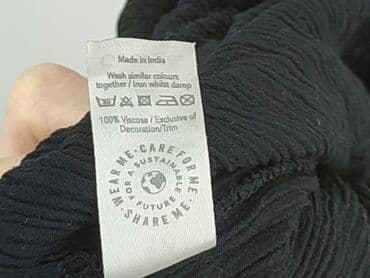 Made in India
Wash similar colours
together / Iron whilst damp
100% Viscose / Exclusive of
Decoration/Trim
·WEAR ME·CARE FOR ME·SHARE ME
FOR A SUSTAINABLE FUTURE